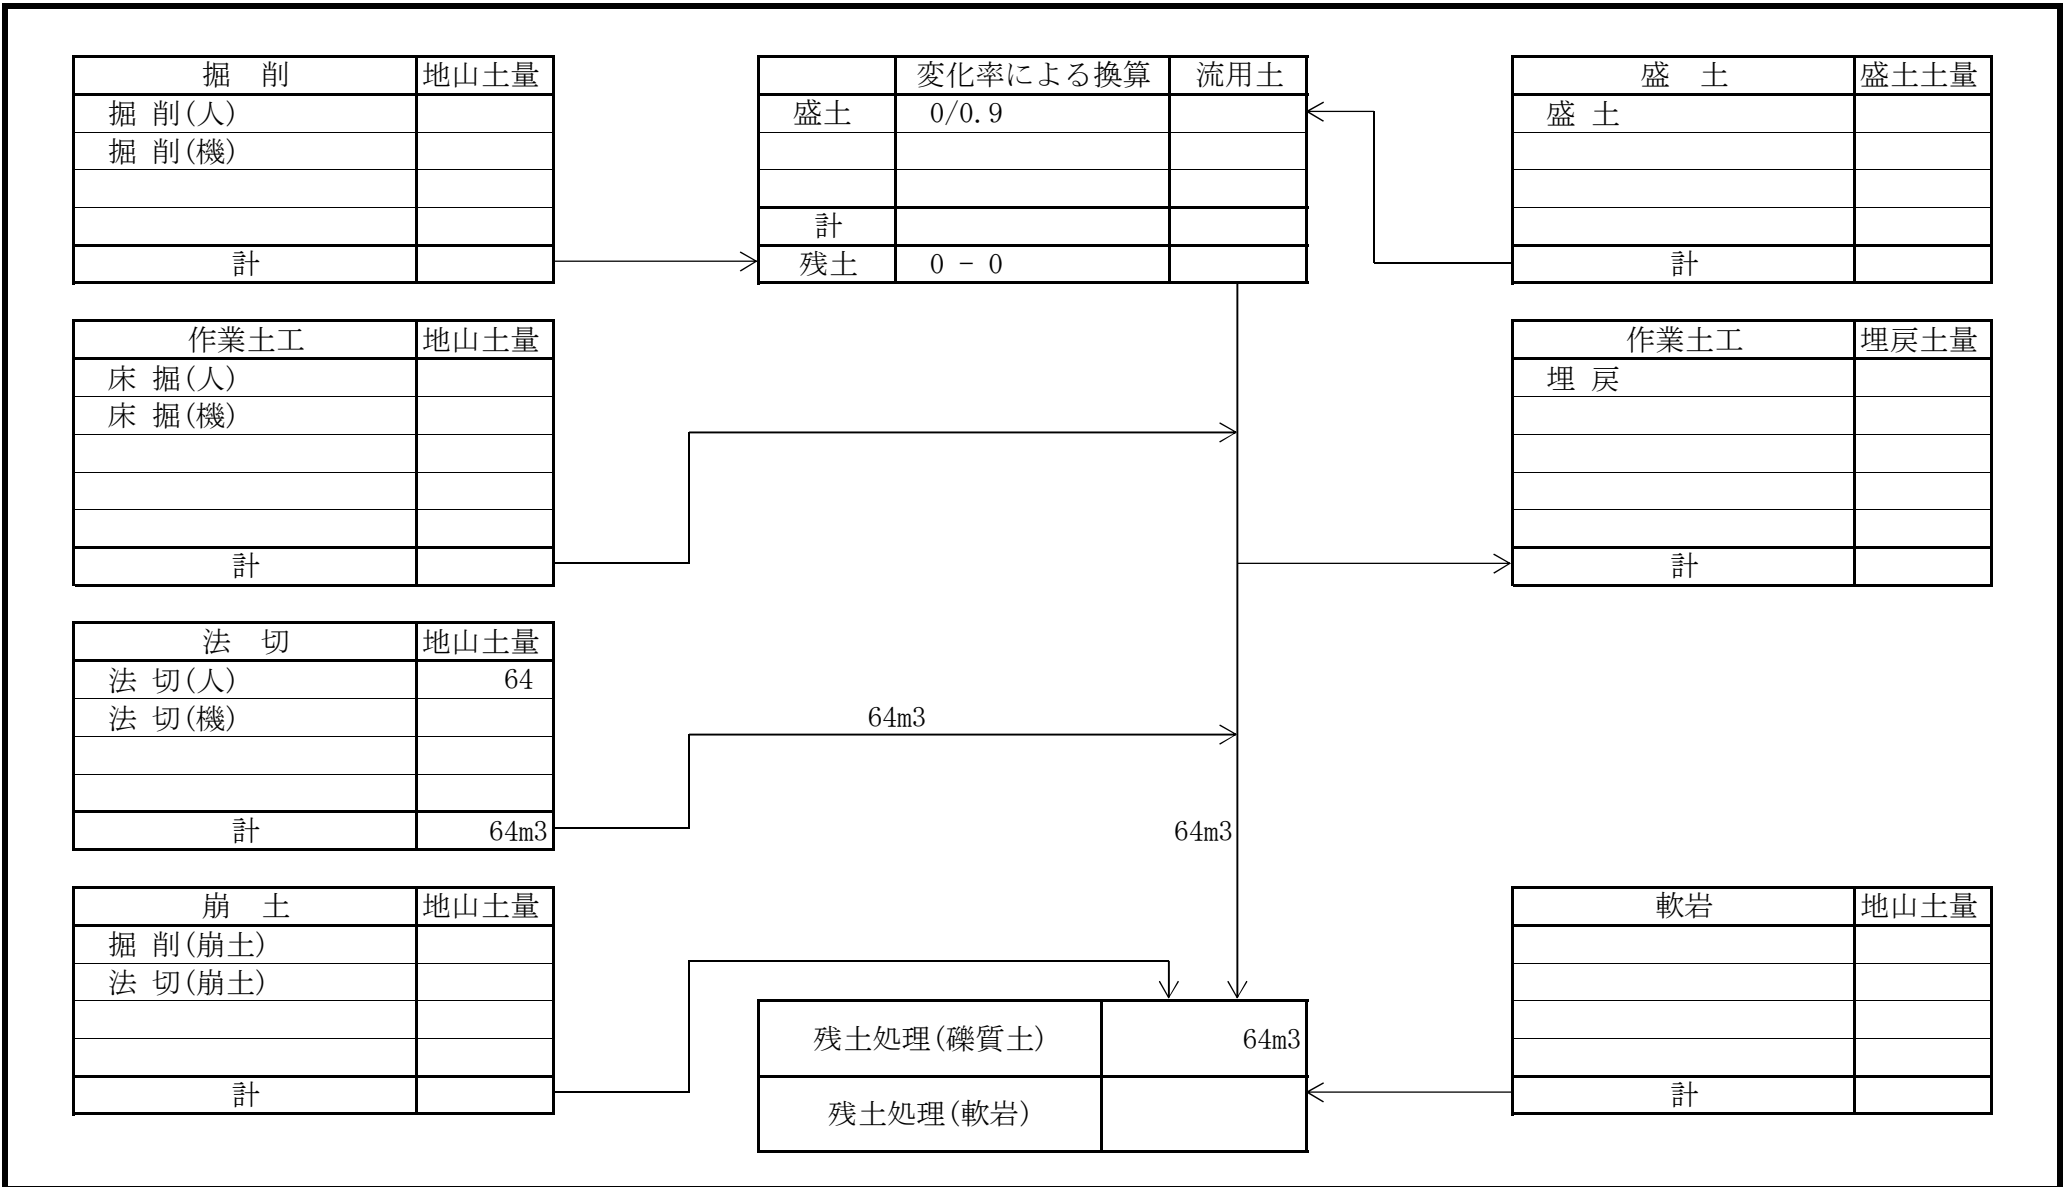 掘　削 地山土量
掘 削(人)
掘 削(機)
計
変化率による換算 流用土
盛土 0/0.9
計
残土 0 - 0
盛　土 盛土土量
盛 土
計
作業土工 地山土量
床 掘(人)
床 掘(機)
計
作業土工 埋戻土量
埋 戻
計
法　切 地山土量
法 切(人) 64
法 切(機)
計 64m3
64m3
64m3
崩　土 地山土量
掘 削(崩土)
法 切(崩土)
計
残土処理(礫質土) 64m3
残土処理(軟岩)
軟岩 地山土量
計